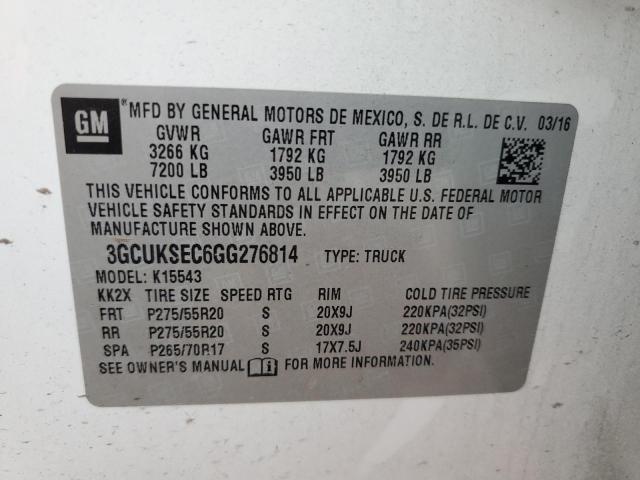 GM
® MFD BY GENERAL MOTORS DE MEXICO, S. DE R.L. DE C.V. 03/16
GVWR GAWR FRT GAWR RR
3266 KG 1792 KG 1792 KG
7200 LB 3950 LB 3950 LB
THIS VEHICLE CONFORMS TO ALL APPLICABLE U.S. FEDERAL MOTOR
VEHICLE SAFETY STANDARDS IN EFFECT ON THE DATE OF
MANUFACTURE SHOWN ABOVE.
3GCUKSEC6GG276814 TYPE: TRUCK
MODEL: K15543
KK2X TIRE SIZE SPEED RTG RIM COLD TIRE PRESSURE
FRT P275/55R20 S 20X9J 220KPA(32PSI)
RR P275/55R20 S 20X9J 220KPA(32PSI)
SPA P265/70R17 S 17X7.5J 240KPA(35PSI)
SEE OWNER'S MANUAL FOR MORE INFORMATION.